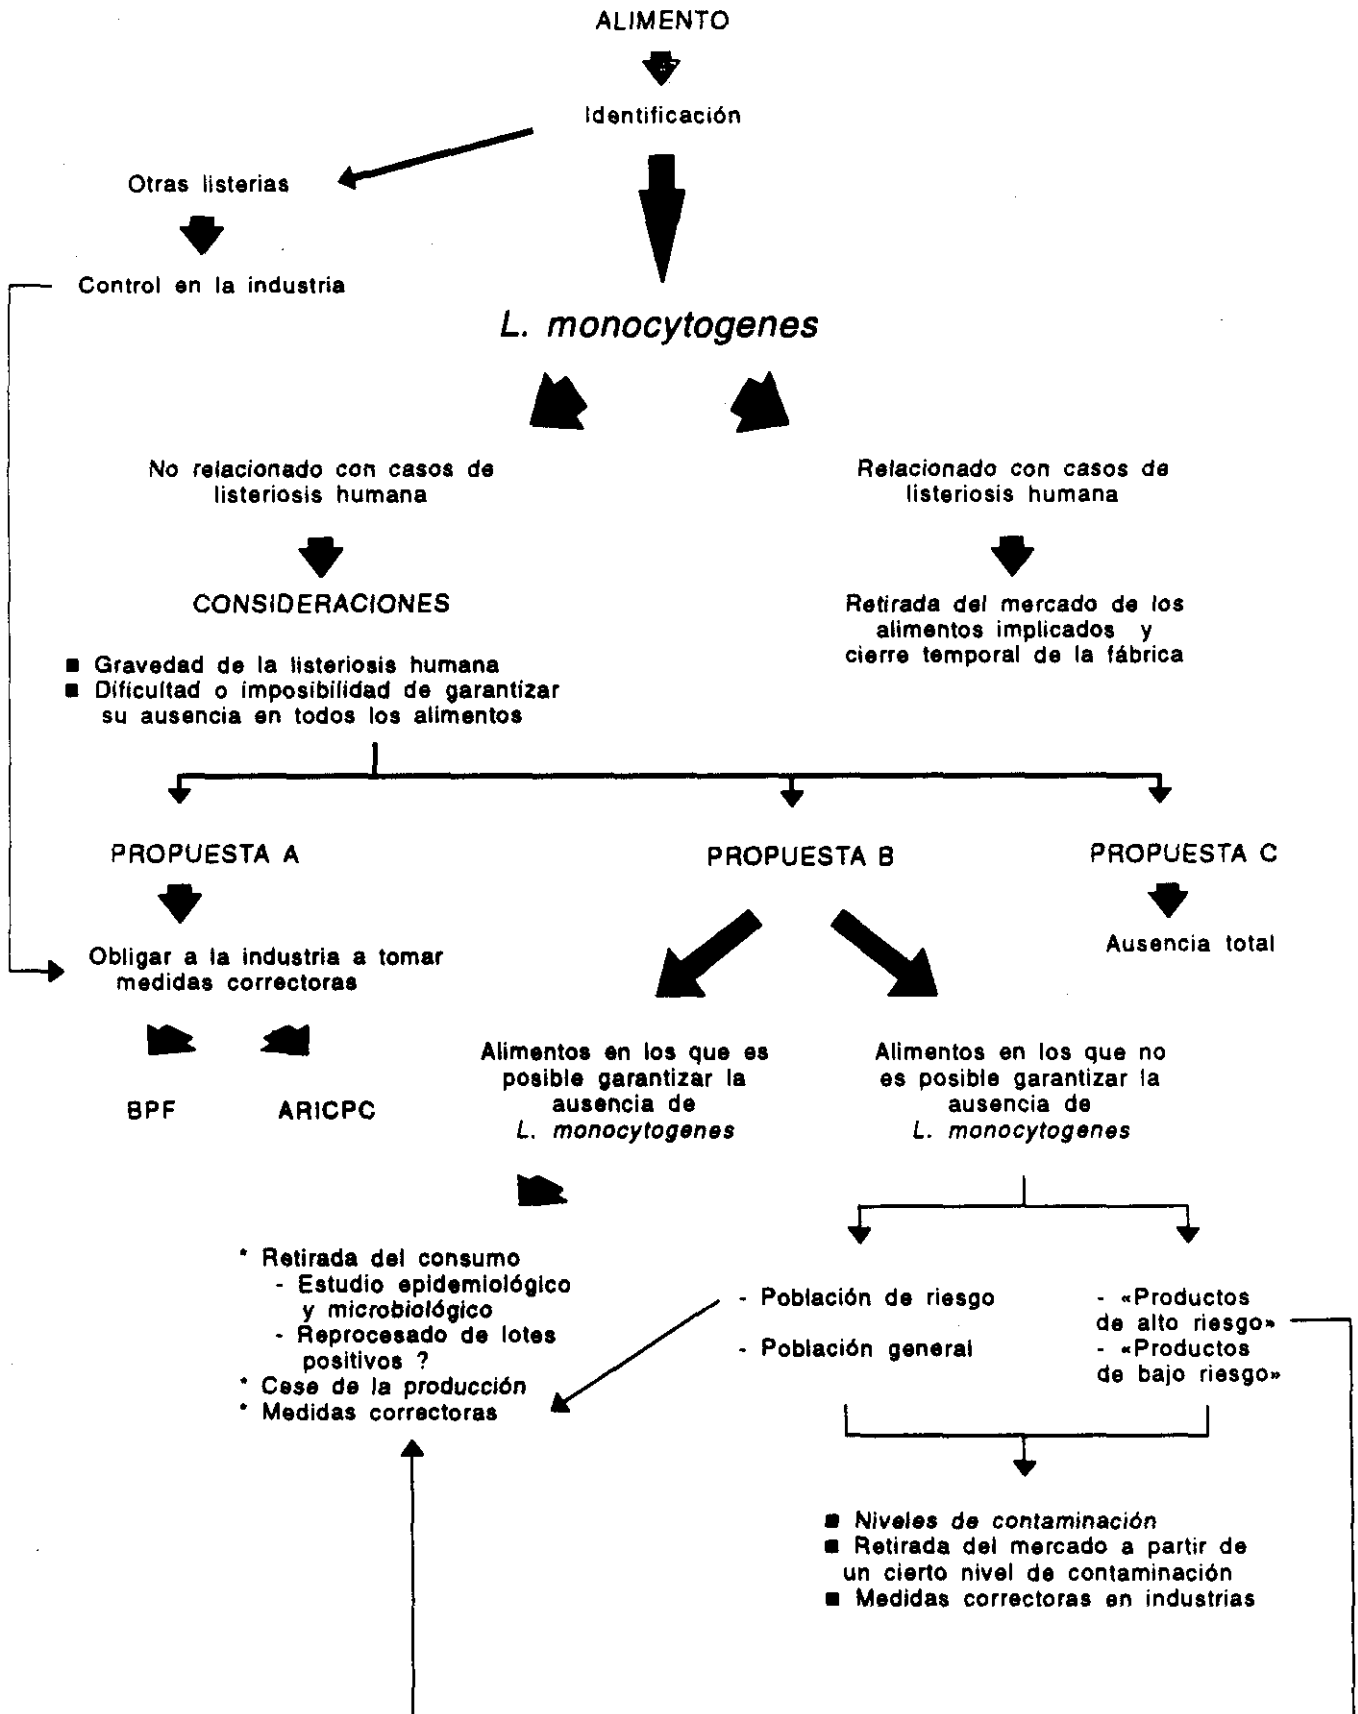 ALIMENTO
Identificación
Otras listerias
Control en la industria
L. monocytogenes
No relacionado con casos de
listeriosis humana
Relacionado con casos de
listeriosis humana
CONSIDERACIONES
■ Gravedad de la listeriosis humana
■ Dificultad o imposibilidad de garantizar
su ausencia en todos los alimentos
Retirada del mercado de los
alimentos implicados y
cierre temporal de la fábrica
PROPUESTA A
PROPUESTA B
PROPUESTA C
Obligar a la industria a tomar
medidas correctoras
Ausencia total
BPF
ARICPC
Alimentos en los que es
posible garantizar la
ausencia de
L. monocytogenes
Alimentos en los que no
es posible garantizar la
ausencia de
L. monocytogenes
* Retirada del consumo
- Estudio epidemiológico
y microbiológico
- Reprocesado de lotes
positivos ?
* Cese de la producción
* Medidas correctoras
- Población de riesgo
- Población general
- «Productos
de alto riesgo»
- «Productos
de bajo riesgo»
■ Niveles de contaminación
■ Retirada del mercado a partir de
un cierto nivel de contaminación
■ Medidas correctoras en industrias